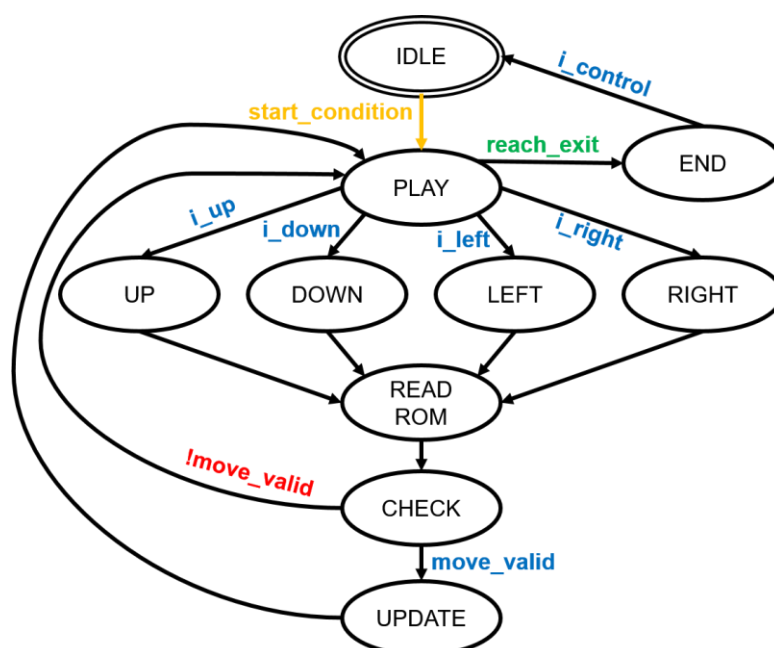 IDLE
i_control
start_condition
reach_exit
END
PLAY
i_up
i_down
i_left
i_right
UP
DOWN
LEFT
RIGHT
READ
ROM
!move_valid
CHECK
move_valid
UPDATE